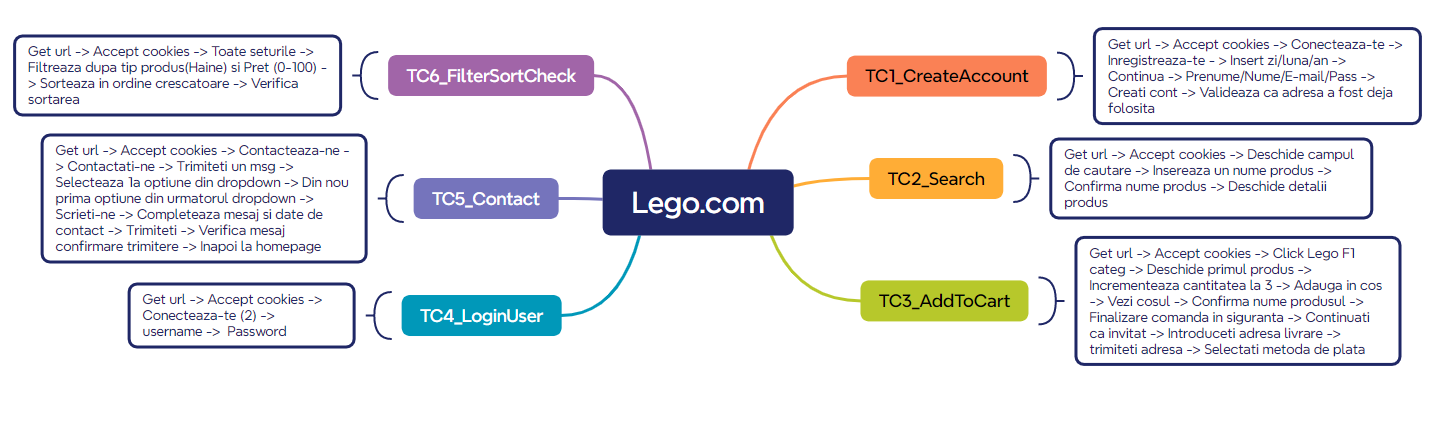 Lego.com
TC1_CreateAccount
Get url -> Accept cookies -> Conecteaza-te ->
Inregistreaza-te - > Insert zi/luna/an ->
Continua -> Prenume/Nume/E-mail/Pass ->
Creati cont -> Valideaza ca adresa a fost deja
folosita
TC2_Search
Get url -> Accept cookies -> Deschide campul
de cautare -> Insereaza un nume produs ->
Confirma nume produs -> Deschide detalii
produs
TC3_AddToCart
Get url -> Accept cookies -> Click Lego F1
categ -> Deschide primul produs ->
Incrementeaza cantitatea la 3 -> Adauga in cos
-> Vezi cosul -> Confirma nume produsul ->
Finalizare comanda in siguranta -> Continuati
ca invitat -> Introduceti adresa livrare ->
trimiteti adresa -> Selectati metoda de plata
TC4_LoginUser
Get url -> Accept cookies ->
Conecteaza-te (2) ->
username ->  Password
TC5_Contact
Get url -> Accept cookies -> Contacteaza-ne -
> Contactati-ne -> Trimiteti un msg ->
Selecteaza 1a optiune din dropdown -> Din nou
prima optiune din urmatorul dropdown ->
Scrieti-ne -> Completeaza mesaj si date de
contact -> Trimiteti -> Verifica mesaj
confirmare trimitere -> Inapoi la homepage
TC6_FilterSortCheck
Get url -> Accept cookies -> Toate seturile ->
Filtreaza dupa tip produs(Haine) si Pret (0-100) -
> Sorteaza in ordine crescatoare -> Verifica
sortarea